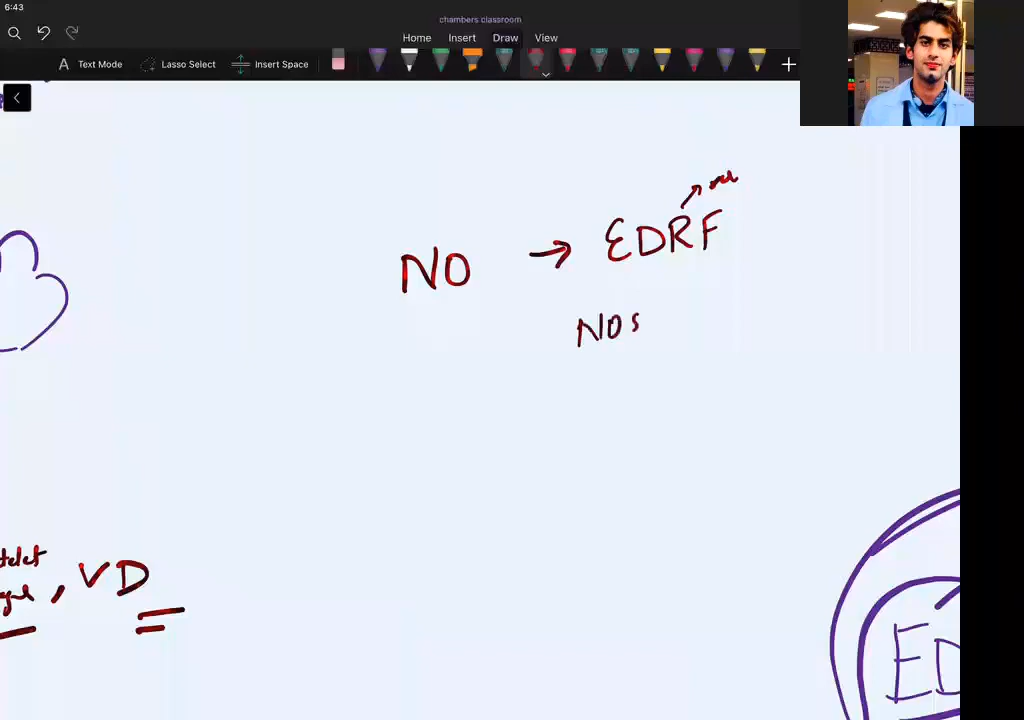 6:43
chambers classroom
Home Insert Draw View
Text Mode Lasso Select Insert Space
NO → EDRF
NOS
, VD
ED